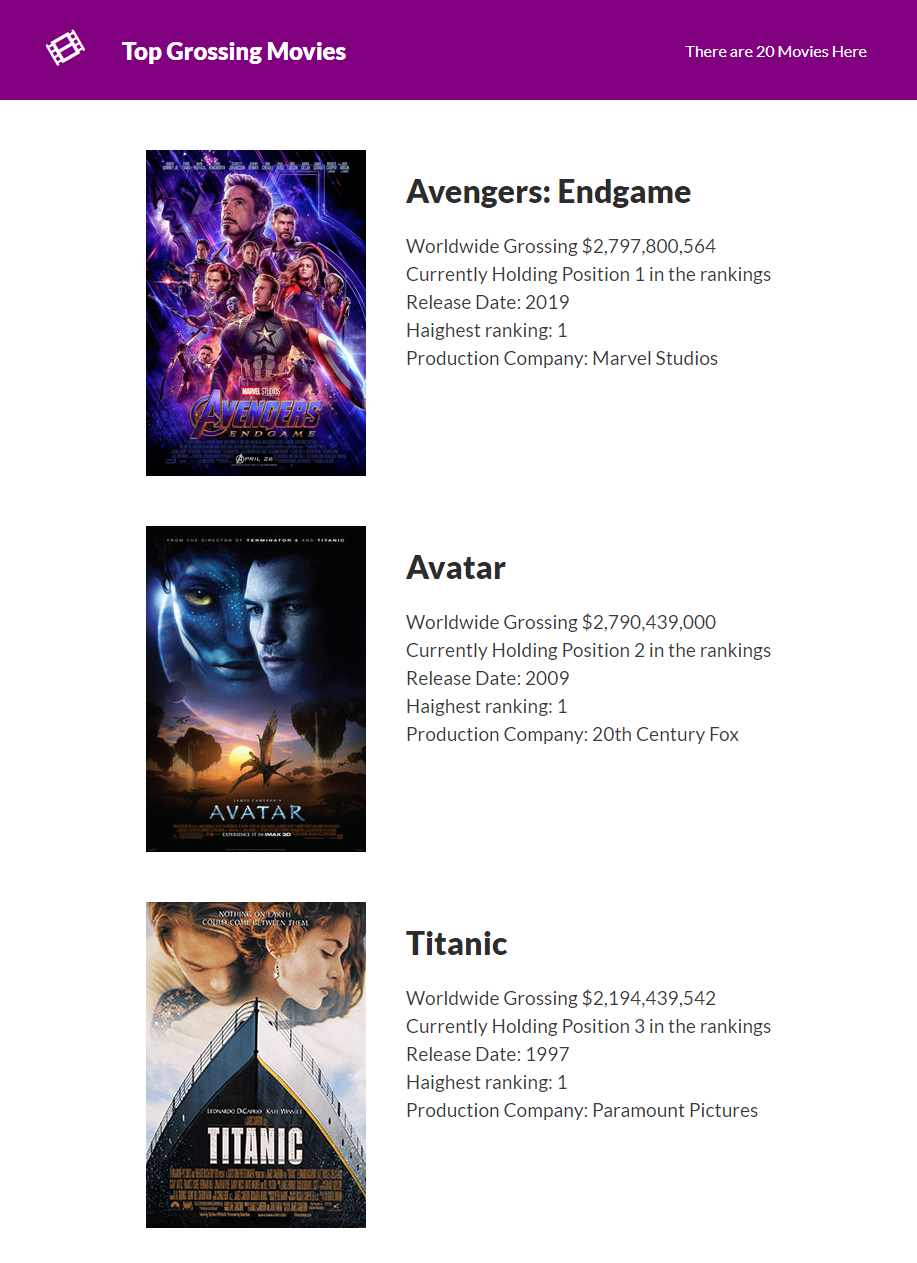 Top Grossing Movies
There are 20 Movies Here
MARVEL STUDIOS
AVENGERS
ENDGAME
APRIL 26
Avengers: Endgame
Worldwide Grossing $2,797,800,564
Currently Holding Position 1 in the rankings
Release Date: 2019
Haighest ranking: 1
Production Company: Marvel Studios
FROM THE DIRECTOR OF TERMINATOR 2 AND TITANIC
JAMES CAMERON'S
AVATAR
EXPERIENCE IT IN IMAX 3D
Avatar
Worldwide Grossing $2,790,439,000
Currently Holding Position 2 in the rankings
Release Date: 2009
Haighest ranking: 1
Production Company: 20th Century Fox
NOTHING ON EARTH
COULD COME BETWEEN THEM.
LEONARDO DICAPRIO KATE WINSLET
TITANIC
Titanic
Worldwide Grossing $2,194,439,542
Currently Holding Position 3 in the rankings
Release Date: 1997
Haighest ranking: 1
Production Company: Paramount Pictures